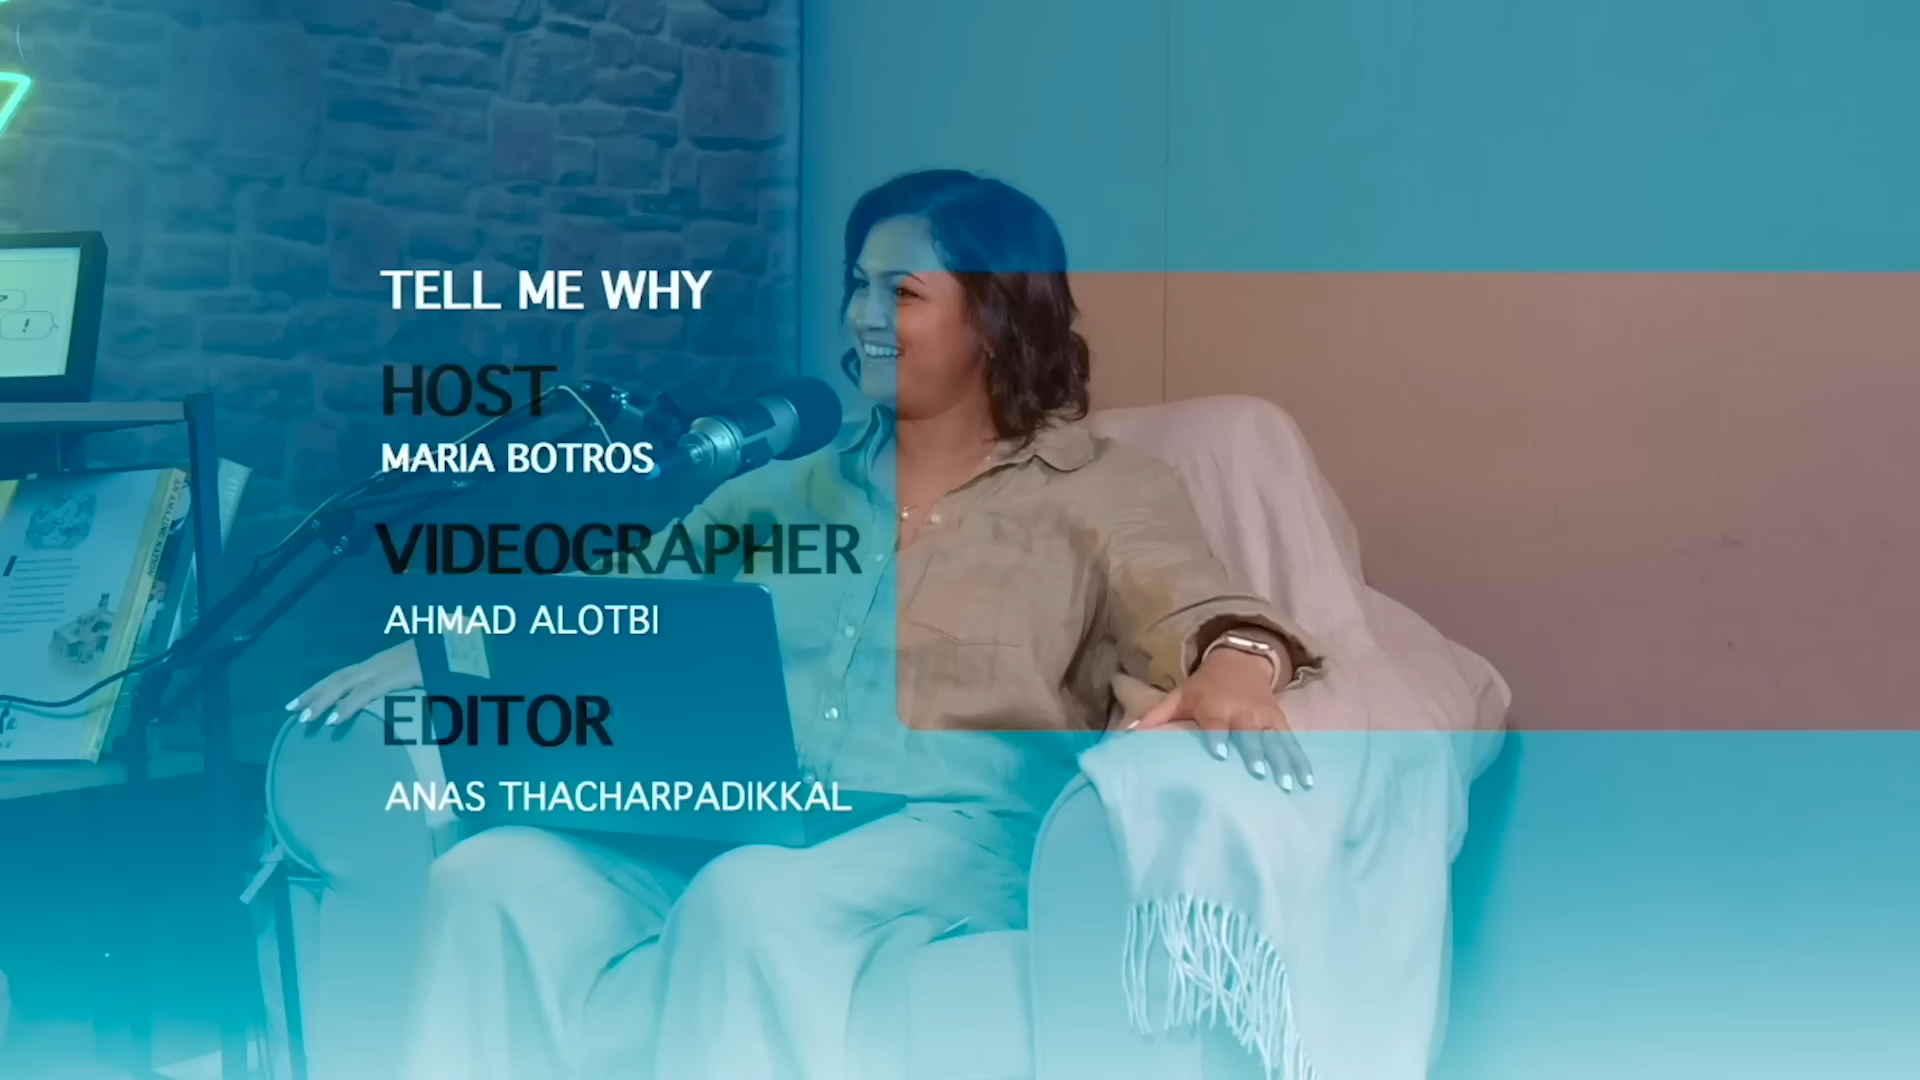 TELL ME WHY
HOST
MARIA BOTROS
VIDEOGRAPHER
AHMAD ALOTBI
EDITOR
ANAS THACHARPADIKKAL